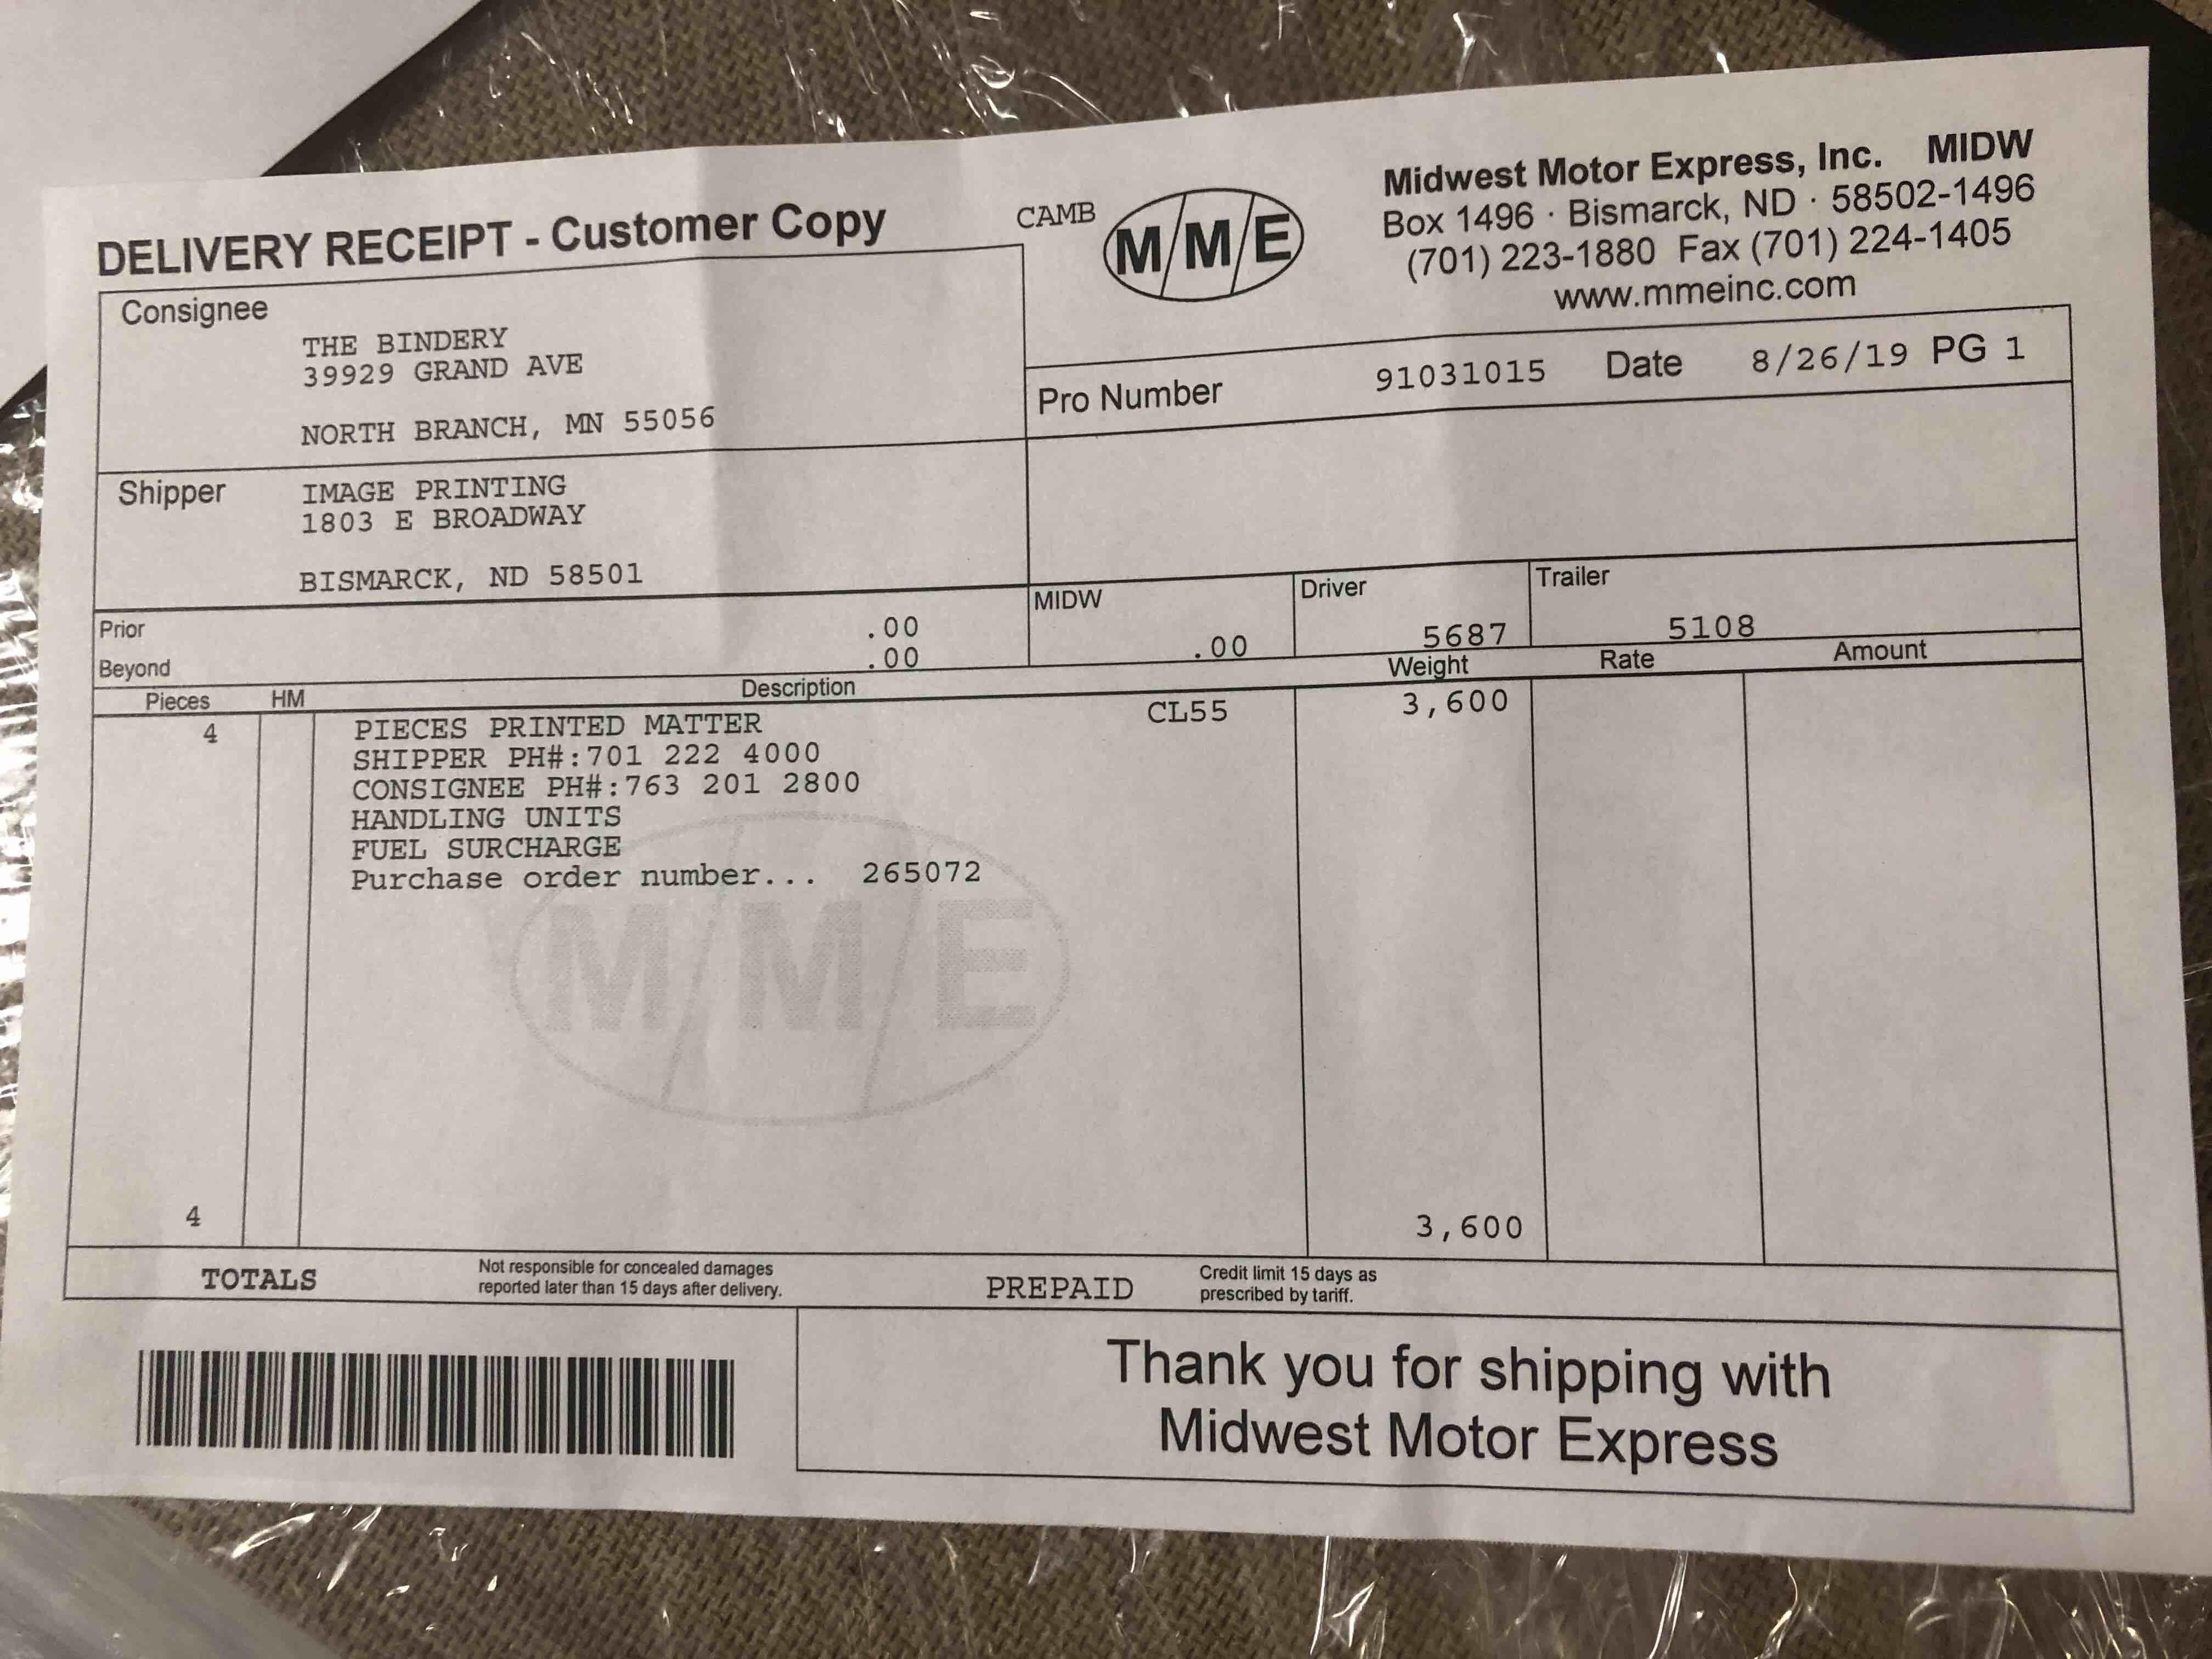 DELIVERY RECEIPT - Customer Copy
CAMB
M/M/E
Midwest Motor Express, Inc. MIDW
Box 1496 · Bismarck, ND · 58502-1496
(701) 223-1880 Fax (701) 224-1405
www.mmeinc.com
Consignee
THE BINDERY
39929 GRAND AVE
NORTH BRANCH, MN 55056
Pro Number 91031015 Date 8/26/19 PG 1
Shipper
IMAGE PRINTING
1803 E BROADWAY
BISMARCK, ND 58501
Prior .00
Beyond .00
MIDW .00
Driver 5687
Trailer 5108
Pieces HM Description Weight Rate Amount
4 PIECES PRINTED MATTER CL55 3,600
SHIPPER PH#:701 222 4000
CONSIGNEE PH#:763 201 2800
HANDLING UNITS
FUEL SURCHARGE
Purchase order number... 265072
M/M/E
4 3,600
TOTALS
Not responsible for concealed damages
reported later than 15 days after delivery.
PREPAID
Credit limit 15 days as
prescribed by tariff.
Thank you for shipping with
Midwest Motor Express